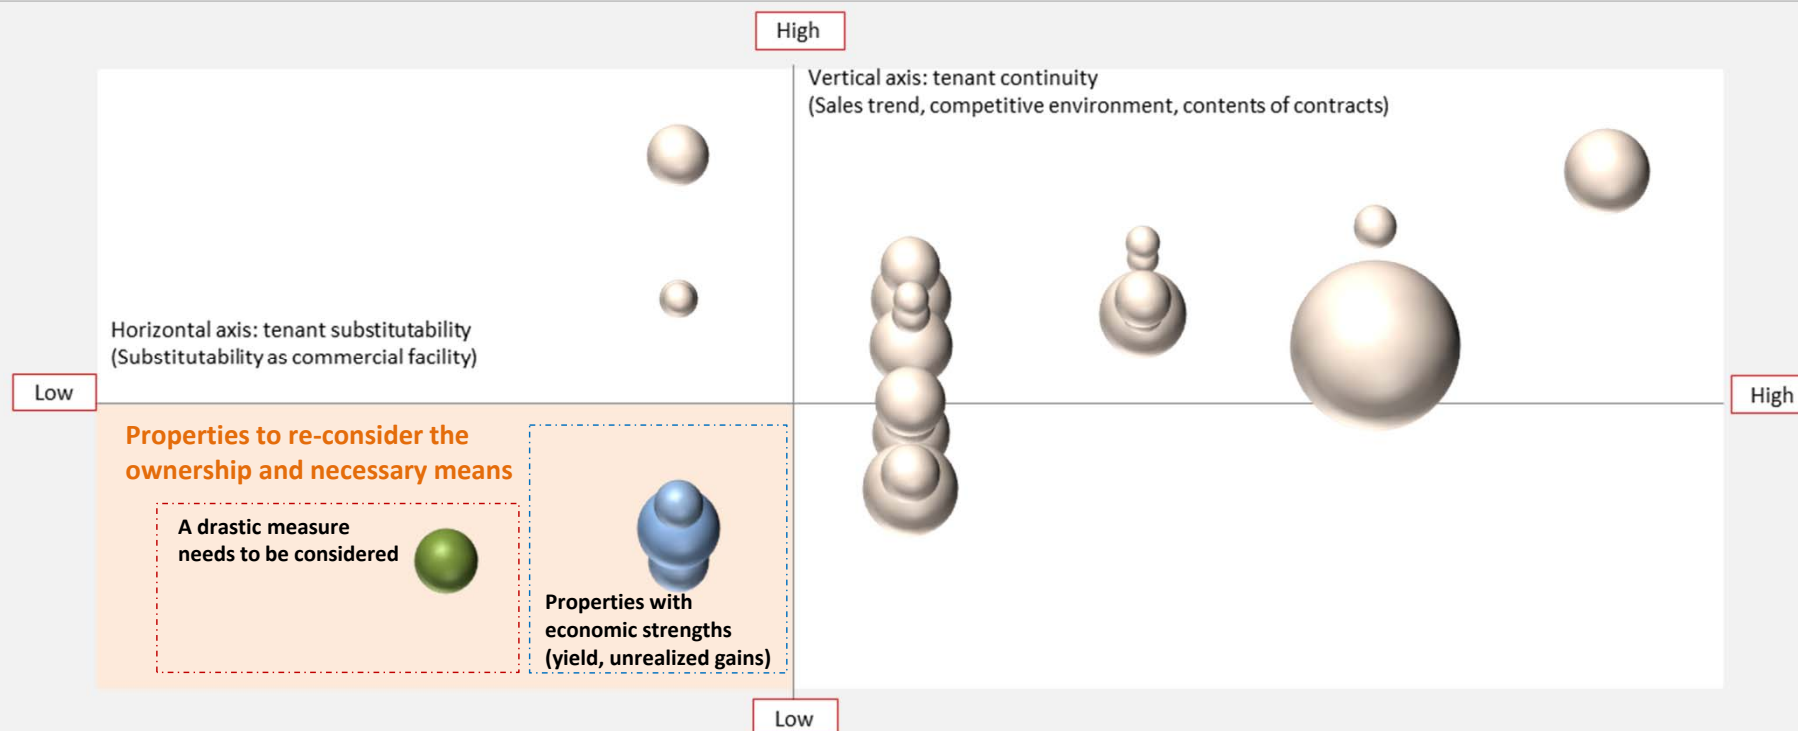 High
Vertical axis: tenant continuity
(Sales trend, competitive environment, contents of contracts)
Horizontal axis: tenant substitutability
(Substitutability as commercial facility)
Low
High
Properties to re-consider the
ownership and necessary means
A drastic measure
needs to be considered
Properties with
economic strengths
(yield, unrealized gains)
Low